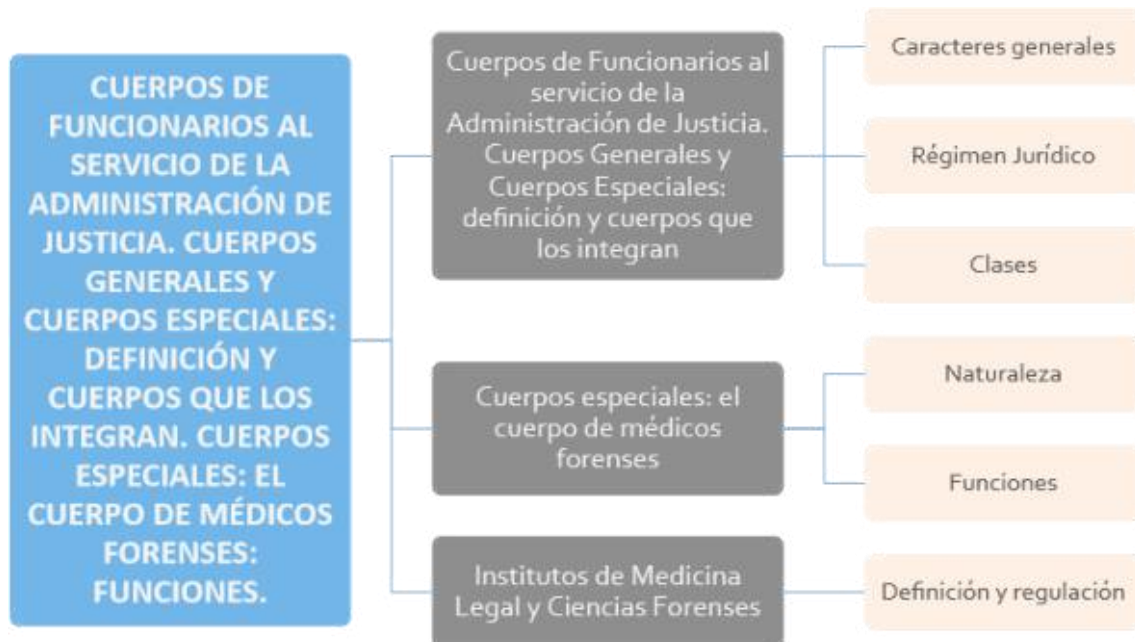 CUERPOS DE
FUNCIONARIOS AL
SERVICIO DE LA
ADMINISTRACIÓN DE
JUSTICIA. CUERPOS
GENERALES Y
CUERPOS ESPECIALES:
DEFINICIÓN Y
CUERPOS QUE LOS
INTEGRAN. CUERPOS
ESPECIALES: EL
CUERPO DE MÉDICOS
FORENSES:
FUNCIONES.
Cuerpos de Funcionarios al
servicio de la
Administración de Justicia.
Cuerpos Generales y
Cuerpos Especiales:
definición y cuerpos que
los integran
Caracteres generales
Régimen Jurídico
Clases
Cuerpos especiales: el
cuerpo de médicos
forenses
Naturaleza
Funciones
Institutos de Medicina
Legal y Ciencias Forenses
Definición y regulación